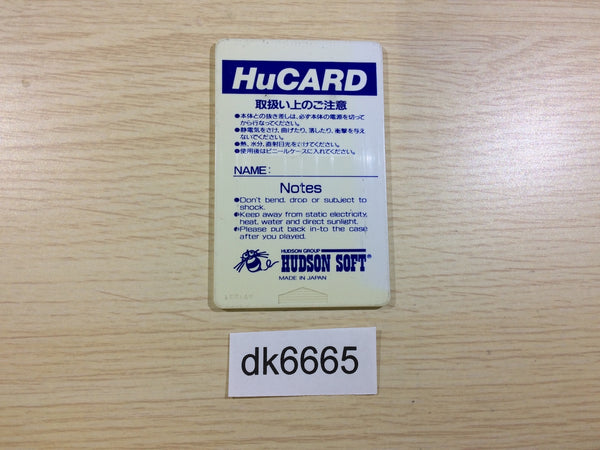 HuCARD
取扱い上のご注意
●本体との抜き差しは、必ず本体の電源を切って
から行なってください。
●静電気をさけ、曲げたり、落したり、衝撃を与え
ないでください。
●熱、水分、直射日光をさけてください。
●使用後はビニールケースに入れてください。
NAME:
Notes
●Don't bend, drop or subject to
shock.
●Keep away from static electricity,
heat, water and direct sunlight.
●Please put back in-to the case
after you played.
HUDSON GROUP
HUDSON SOFT®
MADE IN JAPAN
dk6665